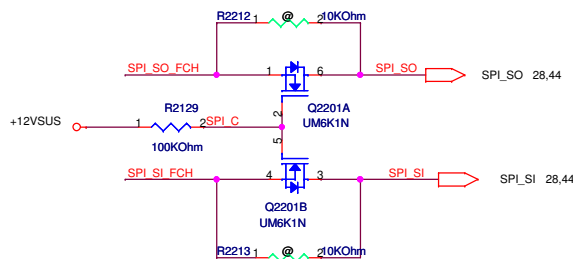 R2212 1 @ 2 10KOhm
SPI_SO_FCH 1 6 SPI_SO SPI_SO 28,44
Q2201A
UM6K1N
2
R2129
+12VSUS 1 2 SPI_C
100KOhm
5
SPI_SI_FCH 4 3 SPI_SI SPI_SI 28,44
Q2201B
UM6K1N
R2213 1 @ 2 10KOhm